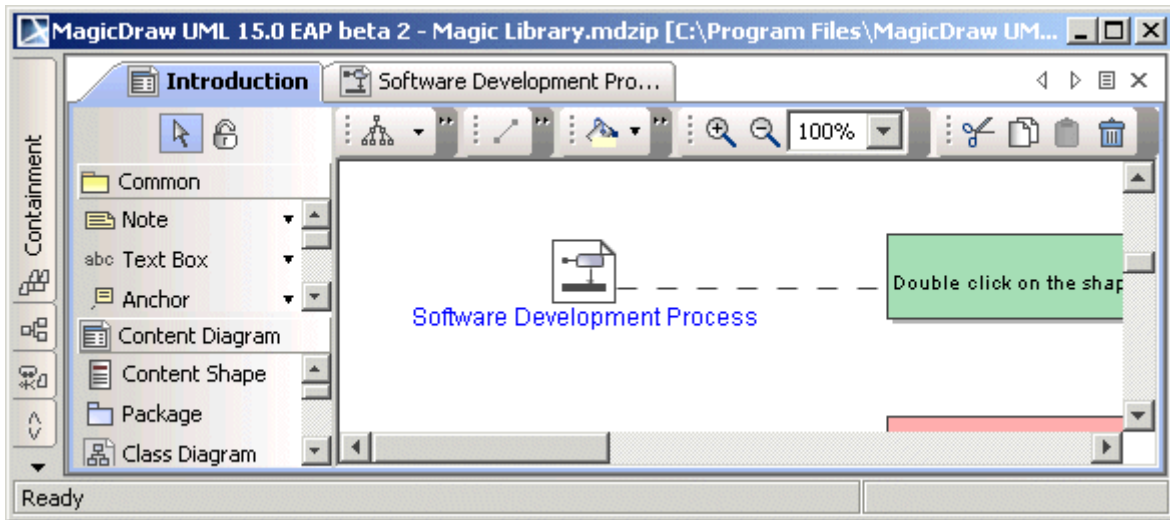 MagicDraw UML 15.0 EAP beta 2 - Magic Library.mdzip [C:\Program Files\MagicDraw UM...
Containment
Introduction
Software Development Pro...
100%
Common
Note
abc Text Box
Anchor
Content Diagram
Content Shape
Package
Class Diagram
Software Development Process
Double click on the shap
Ready